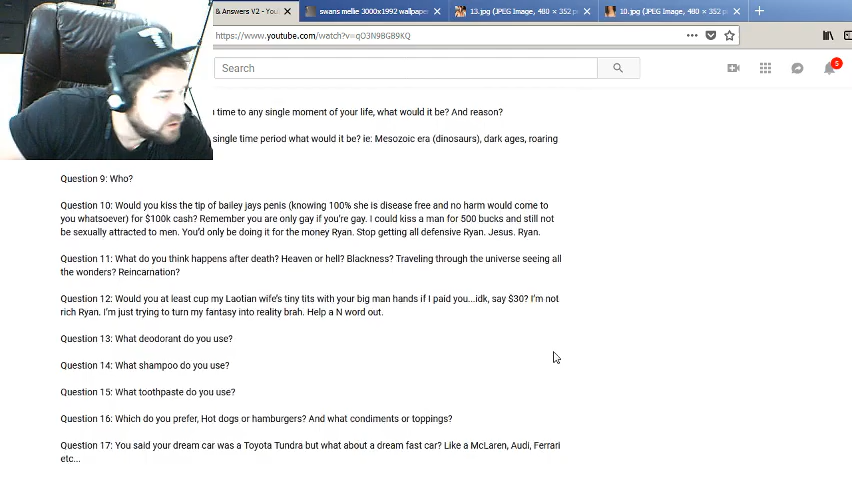 & Answers V2 - You
swans mellie 3000x1992 wallpape
13.jpg (JPEG Image, 480 × 352 p
10.jpg (JPEG Image, 480 × 352 p
https://www.youtube.com/watch?v=qO3N9BGB9KQ
Search
5
time to any single moment of your life, what would it be? And reason?
single time period what would it be? ie: Mesozoic era (dinosaurs), dark ages, roaring
Question 9: Who?
Question 10: Would you kiss the tip of bailey jays penis (knowing 100% she is disease free and no harm would come to
you whatsoever) for $100k cash? Remember you are only gay if you're gay. I could kiss a man for 500 bucks and still not
be sexually attracted to men. You'd only be doing it for the money Ryan. Stop getting all defensive Ryan. Jesus. Ryan.
Question 11: What do you think happens after death? Heaven or hell? Blackness? Traveling through the universe seeing all
the wonders? Reincarnation?
Question 12: Would you at least cup my Laotian wife's tiny tits with your big man hands if I paid you...idk, say $30? I'm not
rich Ryan. I'm just trying to turn my fantasy into reality brah. Help a N word out.
Question 13: What deodorant do you use?
Question 14: What shampoo do you use?
Question 15: What toothpaste do you use?
Question 16: Which do you prefer, Hot dogs or hamburgers? And what condiments or toppings?
Question 17: You said your dream car was a Toyota Tundra but what about a dream fast car? Like a McLaren, Audi, Ferrari
etc...